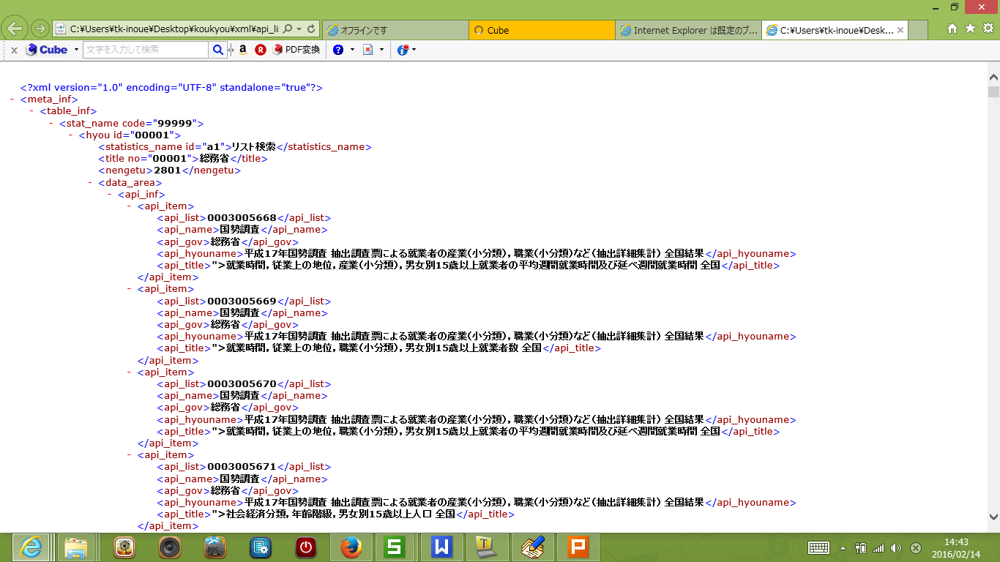 C:¥Users¥tk-inoue¥Desktop¥koukyou¥xml¥api_li
オフラインです
Cube
Internet Explorer は既定のブ...
C:¥Users¥tk-inoue¥Desk...
x Cube
文字を入力して検索
a
R
PDF変換
<?xml version="1.0" encoding="UTF-8" standalone="true"?>
- <meta_inf>
- <table_inf>
- <stat_name code="99999">
- <hyou id="00001">
<statistics_name id="a1">リスト検索</statistics_name>
<title no="00001">総務省</title>
<nengetu>2801</nengetu>
- <data_area>
- <api_inf>
- <api_item>
<api_list>0003005668</api_list>
<api_name>国勢調査</api_name>
<api_gov>総務省</api_gov>
<api_hyouname>平成17年国勢調査 抽出調査票による就業者の産業(小分類), 職業(小分類)など(抽出詳細集計) 全国結果</api_hyouname>
<api_title>">就業時間, 従業上の地位, 産業(小分類), 男女別15歳以上就業者の平均週間就業時間及び延べ週間就業時間 全国</api_title>
</api_item>
- <api_item>
<api_list>0003005669</api_list>
<api_name>国勢調査</api_name>
<api_gov>総務省</api_gov>
<api_hyouname>平成17年国勢調査 抽出調査票による就業者の産業(小分類), 職業(小分類)など(抽出詳細集計) 全国結果</api_hyouname>
<api_title>">就業時間, 従業上の地位, 職業(小分類), 男女別15歳以上就業者数 全国</api_title>
</api_item>
- <api_item>
<api_list>0003005670</api_list>
<api_name>国勢調査</api_name>
<api_gov>総務省</api_gov>
<api_hyouname>平成17年国勢調査 抽出調査票による就業者の産業(小分類), 職業(小分類)など(抽出詳細集計) 全国結果</api_hyouname>
<api_title>">就業時間, 従業上の地位, 職業(小分類), 男女別15歳以上就業者の平均週間就業時間及び延べ週間就業時間 全国</api_title>
</api_item>
- <api_item>
<api_list>0003005671</api_list>
<api_name>国勢調査</api_name>
<api_gov>総務省</api_gov>
<api_hyouname>平成17年国勢調査 抽出調査票による就業者の産業(小分類), 職業(小分類)など(抽出詳細集計) 全国結果</api_hyouname>
<api_title>">社会経済分類, 年齢階級, 男女別15歳以上人口 全国</api_title>
</api_item>
DOC
S
W
T
P
14:43
2016/02/14